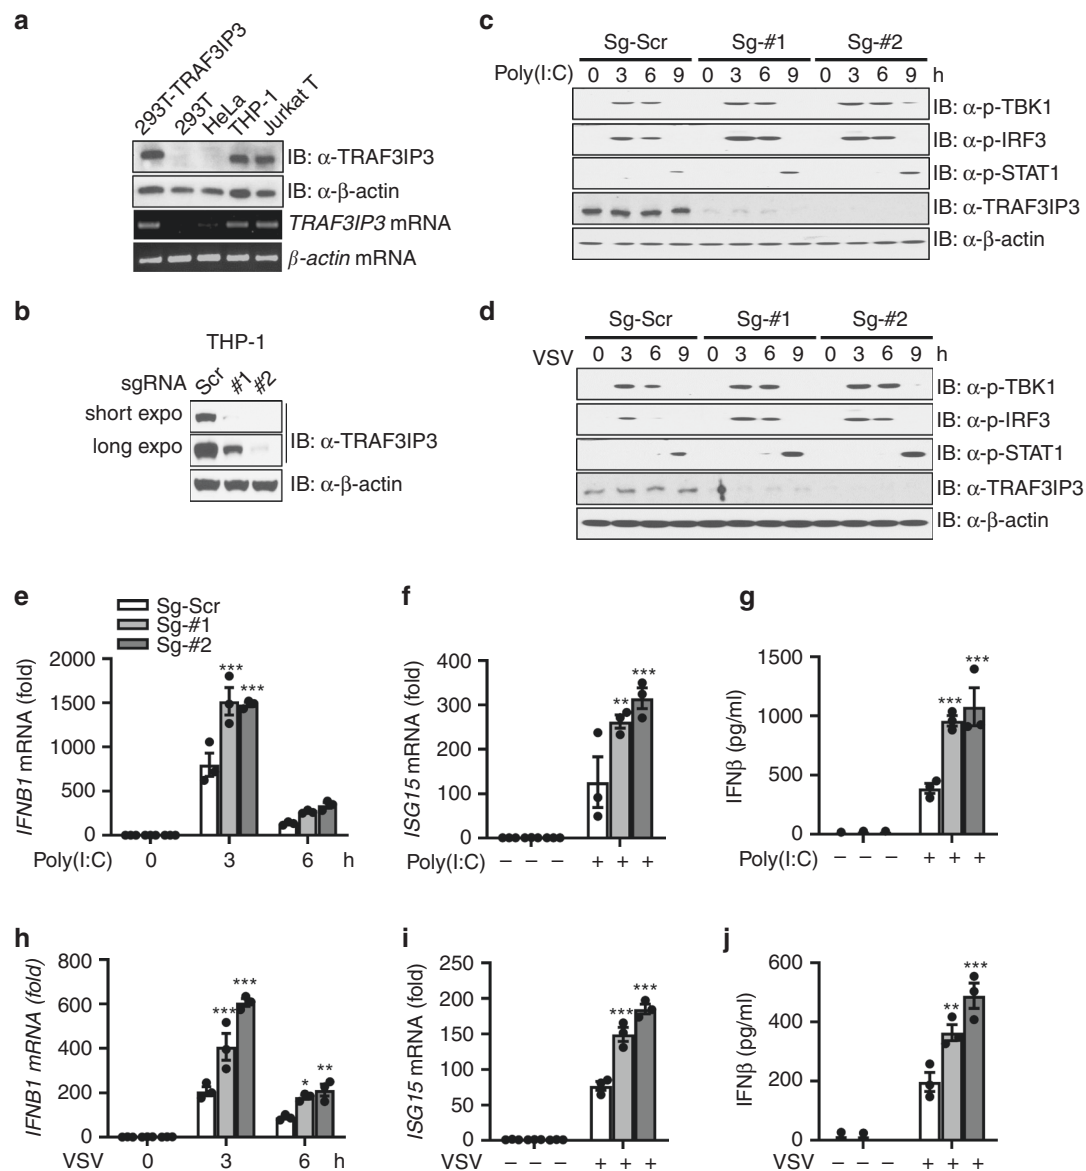 a
293T-TRAF3IP3
293T
HeLa
THP-1
Jurkat T
IB: α-TRAF3IP3
IB: α-β-actin
TRAF3IP3 mRNA
β-actin mRNA
b
THP-1
sgRNA Scr #1 #2
short expo
long expo
IB: α-TRAF3IP3
IB: α-β-actin
c
Sg-Scr Sg-#1 Sg-#2
Poly(I:C) 0 3 6 9 0 3 6 9 0 3 6 9 h
IB: α-p-TBK1
IB: α-p-IRF3
IB: α-p-STAT1
IB: α-TRAF3IP3
IB: α-β-actin
d
Sg-Scr Sg-#1 Sg-#2
VSV 0 3 6 9 0 3 6 9 0 3 6 9 h
IB: α-p-TBK1
IB: α-p-IRF3
IB: α-p-STAT1
IB: α-TRAF3IP3
IB: α-β-actin
e
Sg-Scr
Sg-#1
Sg-#2
IFNB1 mRNA (fold)
2000
1500
1000
500
0
***
***
Poly(I:C) 0 3 6 h
f
ISG15 mRNA (fold)
400
300
200
100
0
**
***
Poly(I:C) – – – + + +
g
IFNβ (pg/ml)
1500
1000
500
0
***
***
Poly(I:C) – – – + + +
h
IFNB1 mRNA (fold)
800
600
400
200
0
***
***
*
**
VSV 0 3 6 h
i
ISG15 mRNA (fold)
250
200
150
100
50
0
***
***
VSV – – – + + +
j
IFNβ (pg/ml)
600
400
200
0
**
***
VSV – – – + + +